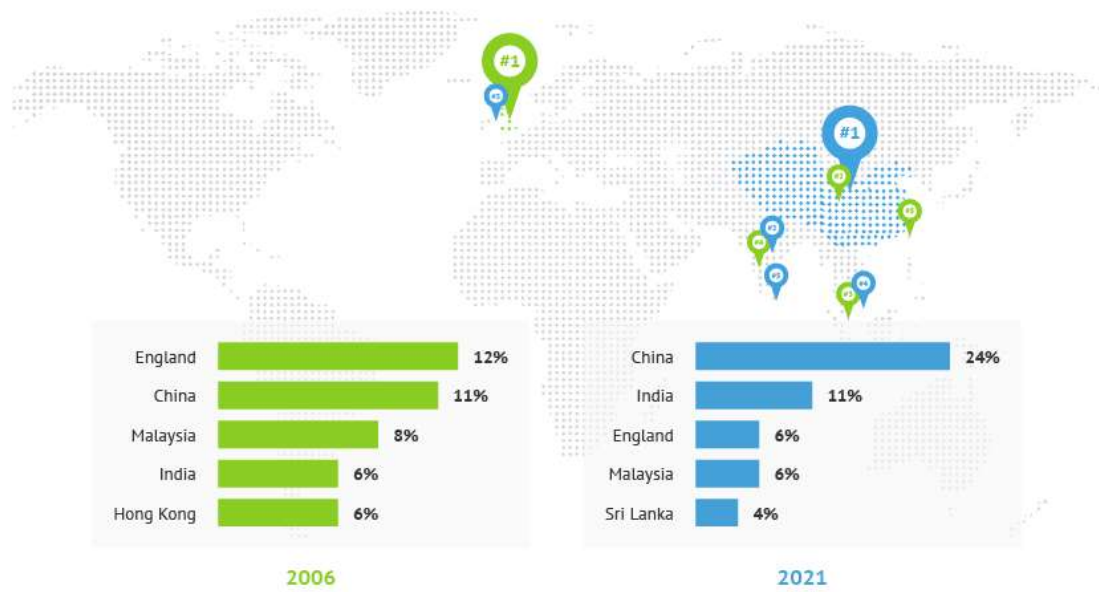 #1
#1
England 12%
China 11%
Malaysia 8%
India 6%
Hong Kong 6%
2006
China 24%
India 11%
England 6%
Malaysia 6%
Sri Lanka 4%
2021